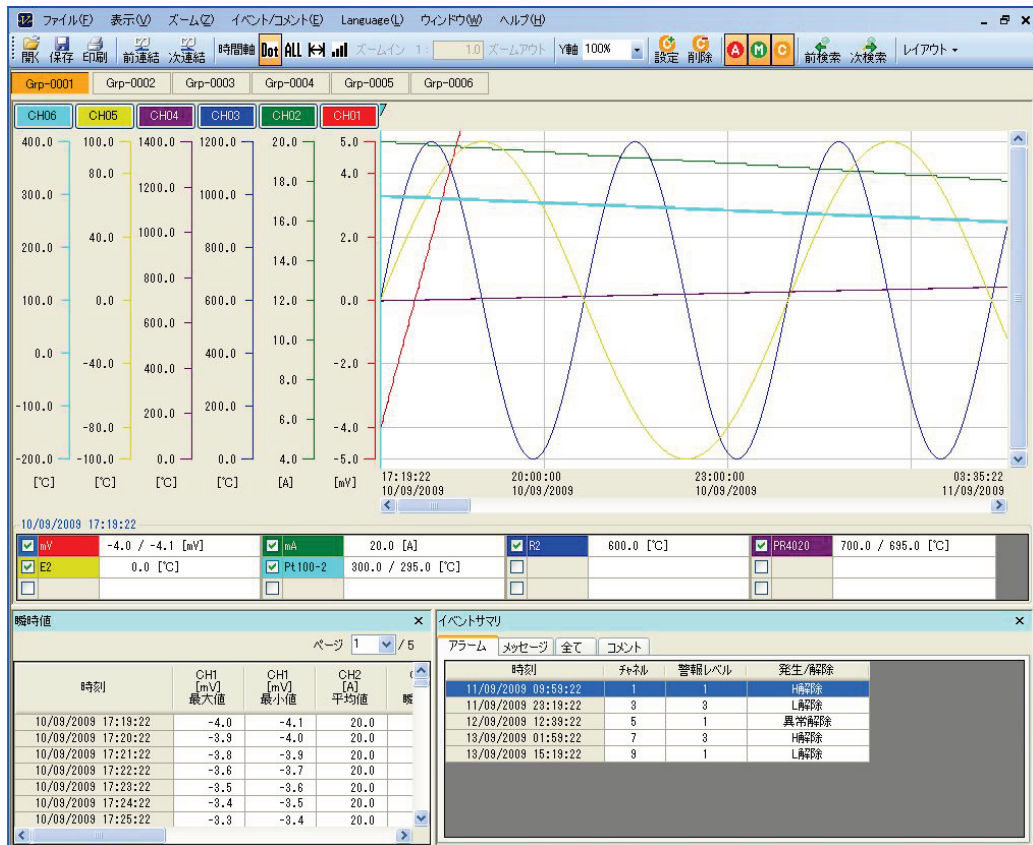 ファイル(F) 表示(V) ズーム(Z) イベント/コメント(E) Language(L) ウィンドウ(W) ヘルプ(H)
開く 保存 印刷 前連結 次連結 時間軸 Dot ALL ズームイン 1 : 1.0 ズームアウト Y軸 100% 設定 削除 A M C 前検索 次検索 レイアウト
Grp-0001 Grp-0002 Grp-0003 Grp-0004 Grp-0005 Grp-0006
CH06 CH05 CH04 CH03 CH02 CH01
400.0 100.0 1400.0 1200.0 20.0 5.0
80.0 4.0
300.0 1200.0 1000.0 18.0
16.0
200.0 40.0 1000.0 800.0 2.0
14.0
800.0
100.0 0.0 600.0 12.0 0.0
600.0
10.0
0.0 -40.0 400.0 400.0 -2.0
8.0
-100.0 200.0 200.0 6.0
-80.0 -4.0
-200.0 -100.0 0.0 0.0 4.0 -5.0
[℃] [℃] [℃] [℃] [A] [mV]
17:19:22 20:00:00 23:00:00 03:35:22
10/09/2009 10/09/2009 10/09/2009 11/09/2009
10/09/2009 17:19:22
mV -4.0 / -4.1 [mV] mA 20.0 [A] R2 600.0 [℃] PR4020 700.0 / 695.0 [℃]
E2 0.0 [℃] Pt100-2 300.0 / 295.0 [℃]
瞬時値
ページ 1 / 5
時刻 CH1 [mV] 最大値 CH1 [mV] 最小値 CH2 [A] 平均値
10/09/2009 17:19:22 -4.0 -4.1 20.0
10/09/2009 17:20:22 -3.9 -4.0 20.0
10/09/2009 17:21:22 -3.8 -3.9 20.0
10/09/2009 17:22:22 -3.6 -3.7 20.0
10/09/2009 17:23:22 -3.5 -3.6 20.0
10/09/2009 17:24:22 -3.4 -3.5 20.0
10/09/2009 17:25:22 -3.3 -3.4 20.0
イベントサマリ
アラーム メッセージ 全て コメント
時刻 チャネル 警報レベル 発生/解除
11/09/2009 09:59:22 1 1 H解除
11/09/2009 23:19:22 3 3 L解除
12/09/2009 12:39:22 5 1 異常解除
13/09/2009 01:59:22 7 3 H解除
13/09/2009 15:19:22 9 1 L解除